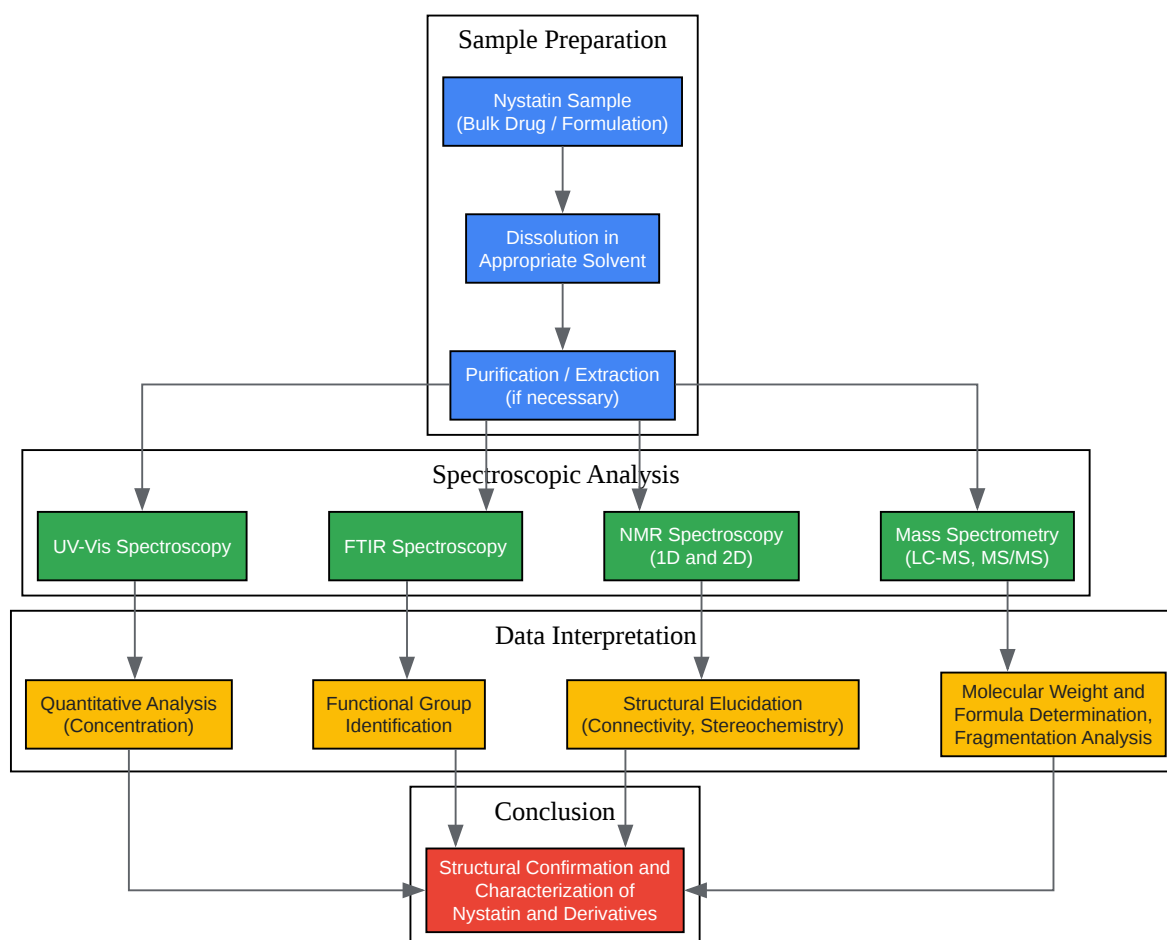 Sample Preparation
Nystatin Sample
(Bulk Drug / Formulation)
Dissolution in
Appropriate Solvent
Purification / Extraction
(if necessary)
Spectroscopic Analysis
UV-Vis Spectroscopy
FTIR Spectroscopy
NMR Spectroscopy
(1D and 2D)
Mass Spectrometry
(LC-MS, MS/MS)
Data Interpretation
Quantitative Analysis
(Concentration)
Functional Group
Identification
Structural Elucidation
(Connectivity, Stereochemistry)
Molecular Weight and
Formula Determination,
Fragmentation Analysis
Conclusion
Structural Confirmation and
Characterization of
Nystatin and Derivatives